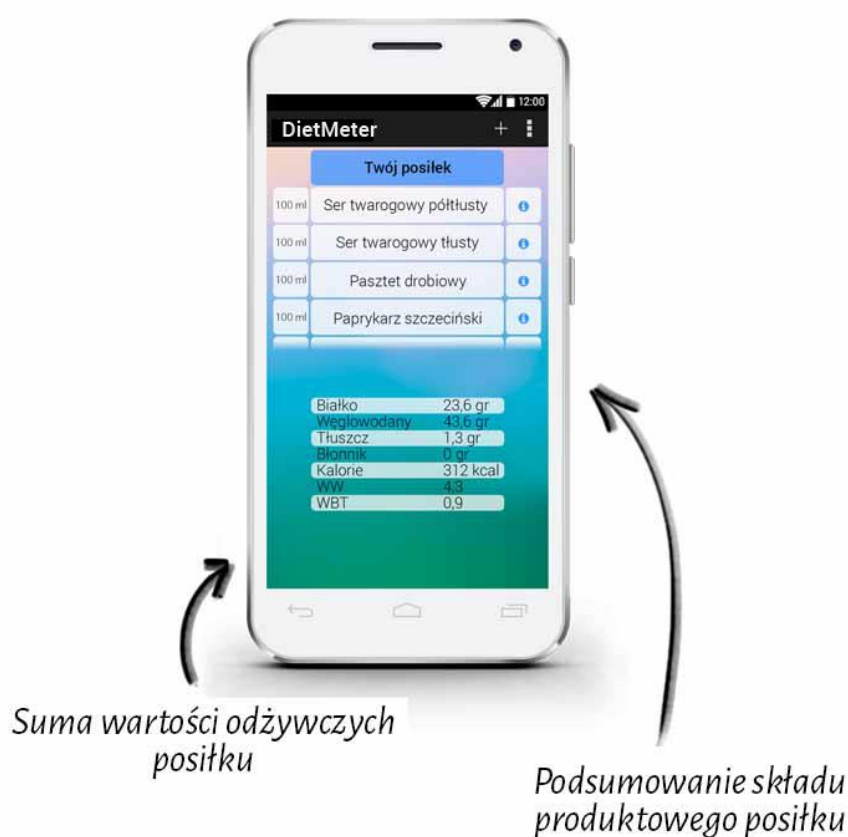 12:00
DietMeter
Twój posiłek
100 ml Ser twarogowy półtłusty
100 ml Ser twarogowy tłusty
100 ml Pasztet drobiowy
100 ml Paprykarz szczeciński
Białko 23,6 gr
Węglowodany 43,6 gr
Tłuszcz 1,3 gr
Błonnik 0 gr
Kalorie 312 kcal
WW 4,3
WBT 0,9
Suma wartości odżywczych
posiłku
Podsumowanie składu
produktowego posiłku